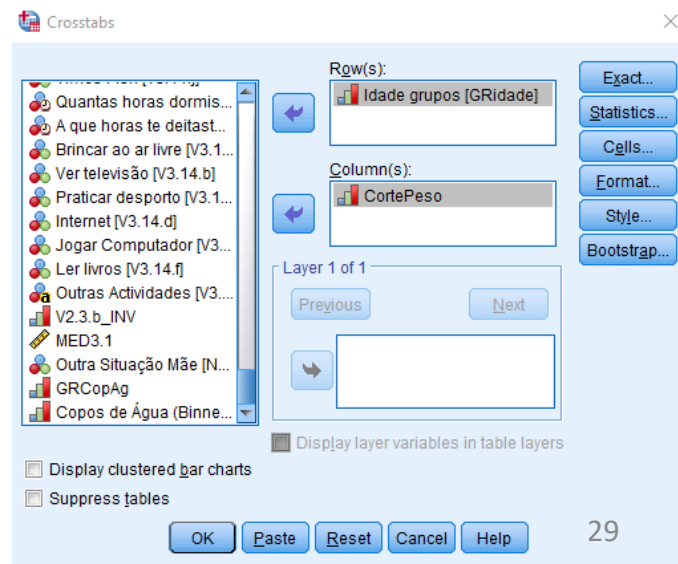 Crosstabs
Quantas horas dormis...
A que horas te deitast...
Brincar ao ar livre [V3.1...
Ver televisão [V3.14.b]
Praticar desporto [V3.1...
Internet [V3.14.d]
Jogar Computador [V3...
Ler livros [V3.14.f]
Outras Actividades [V3....
V2.3.b_INV
MED3.1
Outra Situação Mãe [N...
GRCopAg
Copos de Água (Binne...
Row(s):
Idade grupos [GRidade]
Column(s):
CortePeso
Layer 1 of 1
Previous
Next
Display layer variables in table layers
Exact...
Statistics...
Cells...
Format...
Style...
Bootstrap...
Display clustered bar charts
Suppress tables
OK Paste Reset Cancel Help
29